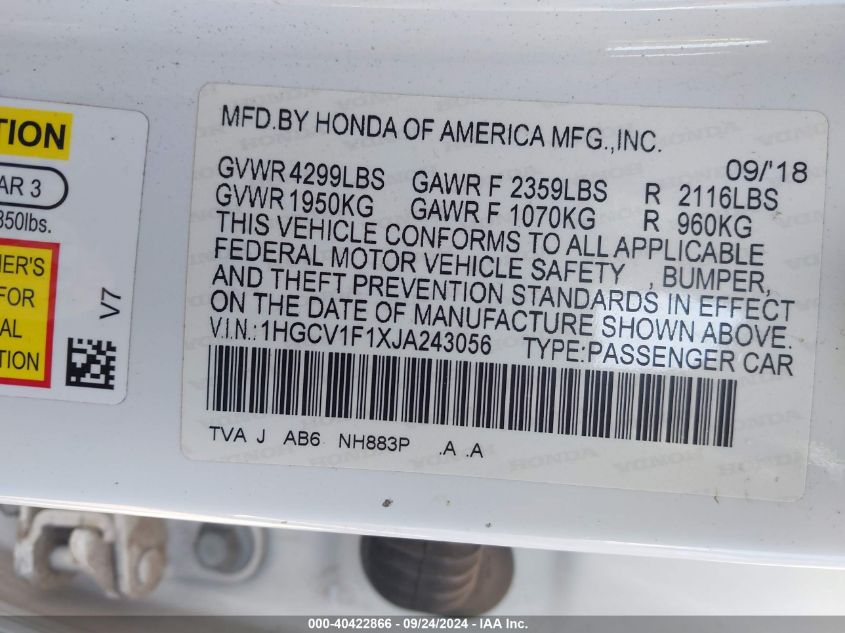 TION
AR 3
350lbs.
ER'S
FOR
AL
TION
V7
MFD.BY HONDA OF AMERICA MFG.,INC.
09/'18
GVWR 4299LBS GAWR F 2359LBS R 2116LBS
GVWR 1950KG GAWR F 1070KG R 960KG
THIS VEHICLE CONFORMS TO ALL APPLICABLE
FEDERAL MOTOR VEHICLE SAFETY , BUMPER,
AND THEFT PREVENTION STANDARDS IN EFFECT
ON THE DATE OF MANUFACTURE SHOWN ABOVE.
V.I.N.:1HGCV1F1XJA243056 TYPE:PASSENGER CAR
TVA J AB6 NH883P .A .A
000-40422866 - 09/24/2024 - IAA Inc.